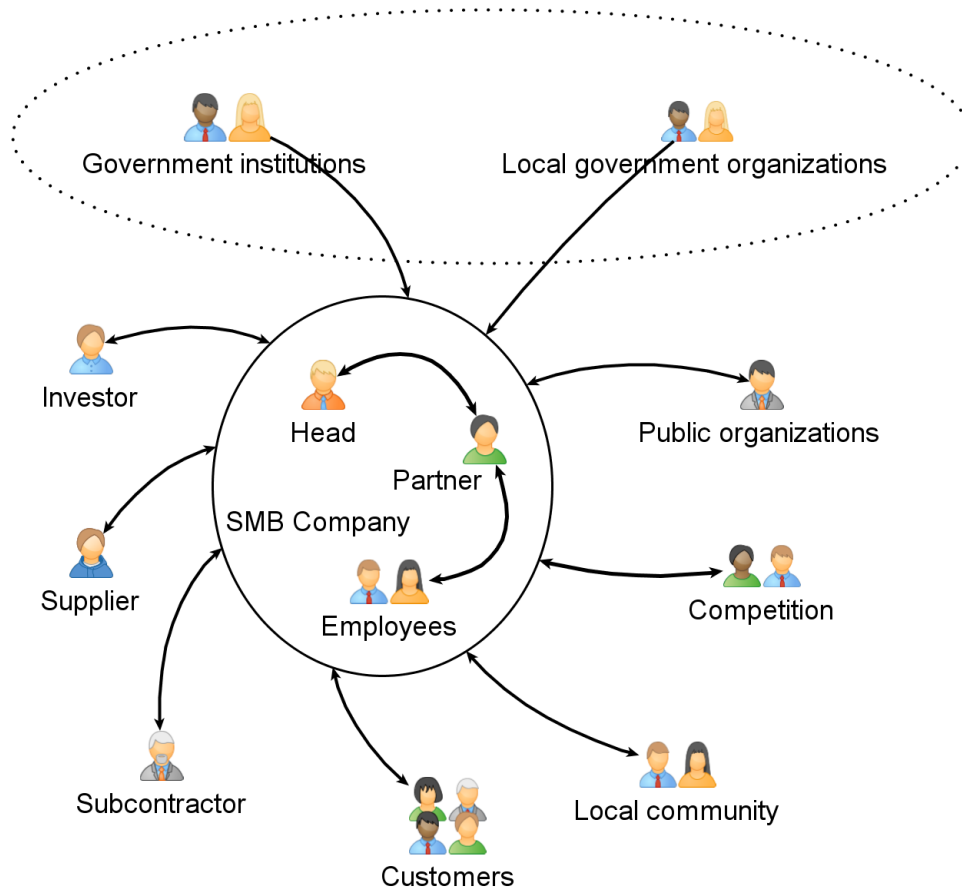 Government institutions
Local government organizations
Investor
Head
Public organizations
Partner
SMB Company
Supplier
Employees
Competition
Subcontractor
Local community
Customers